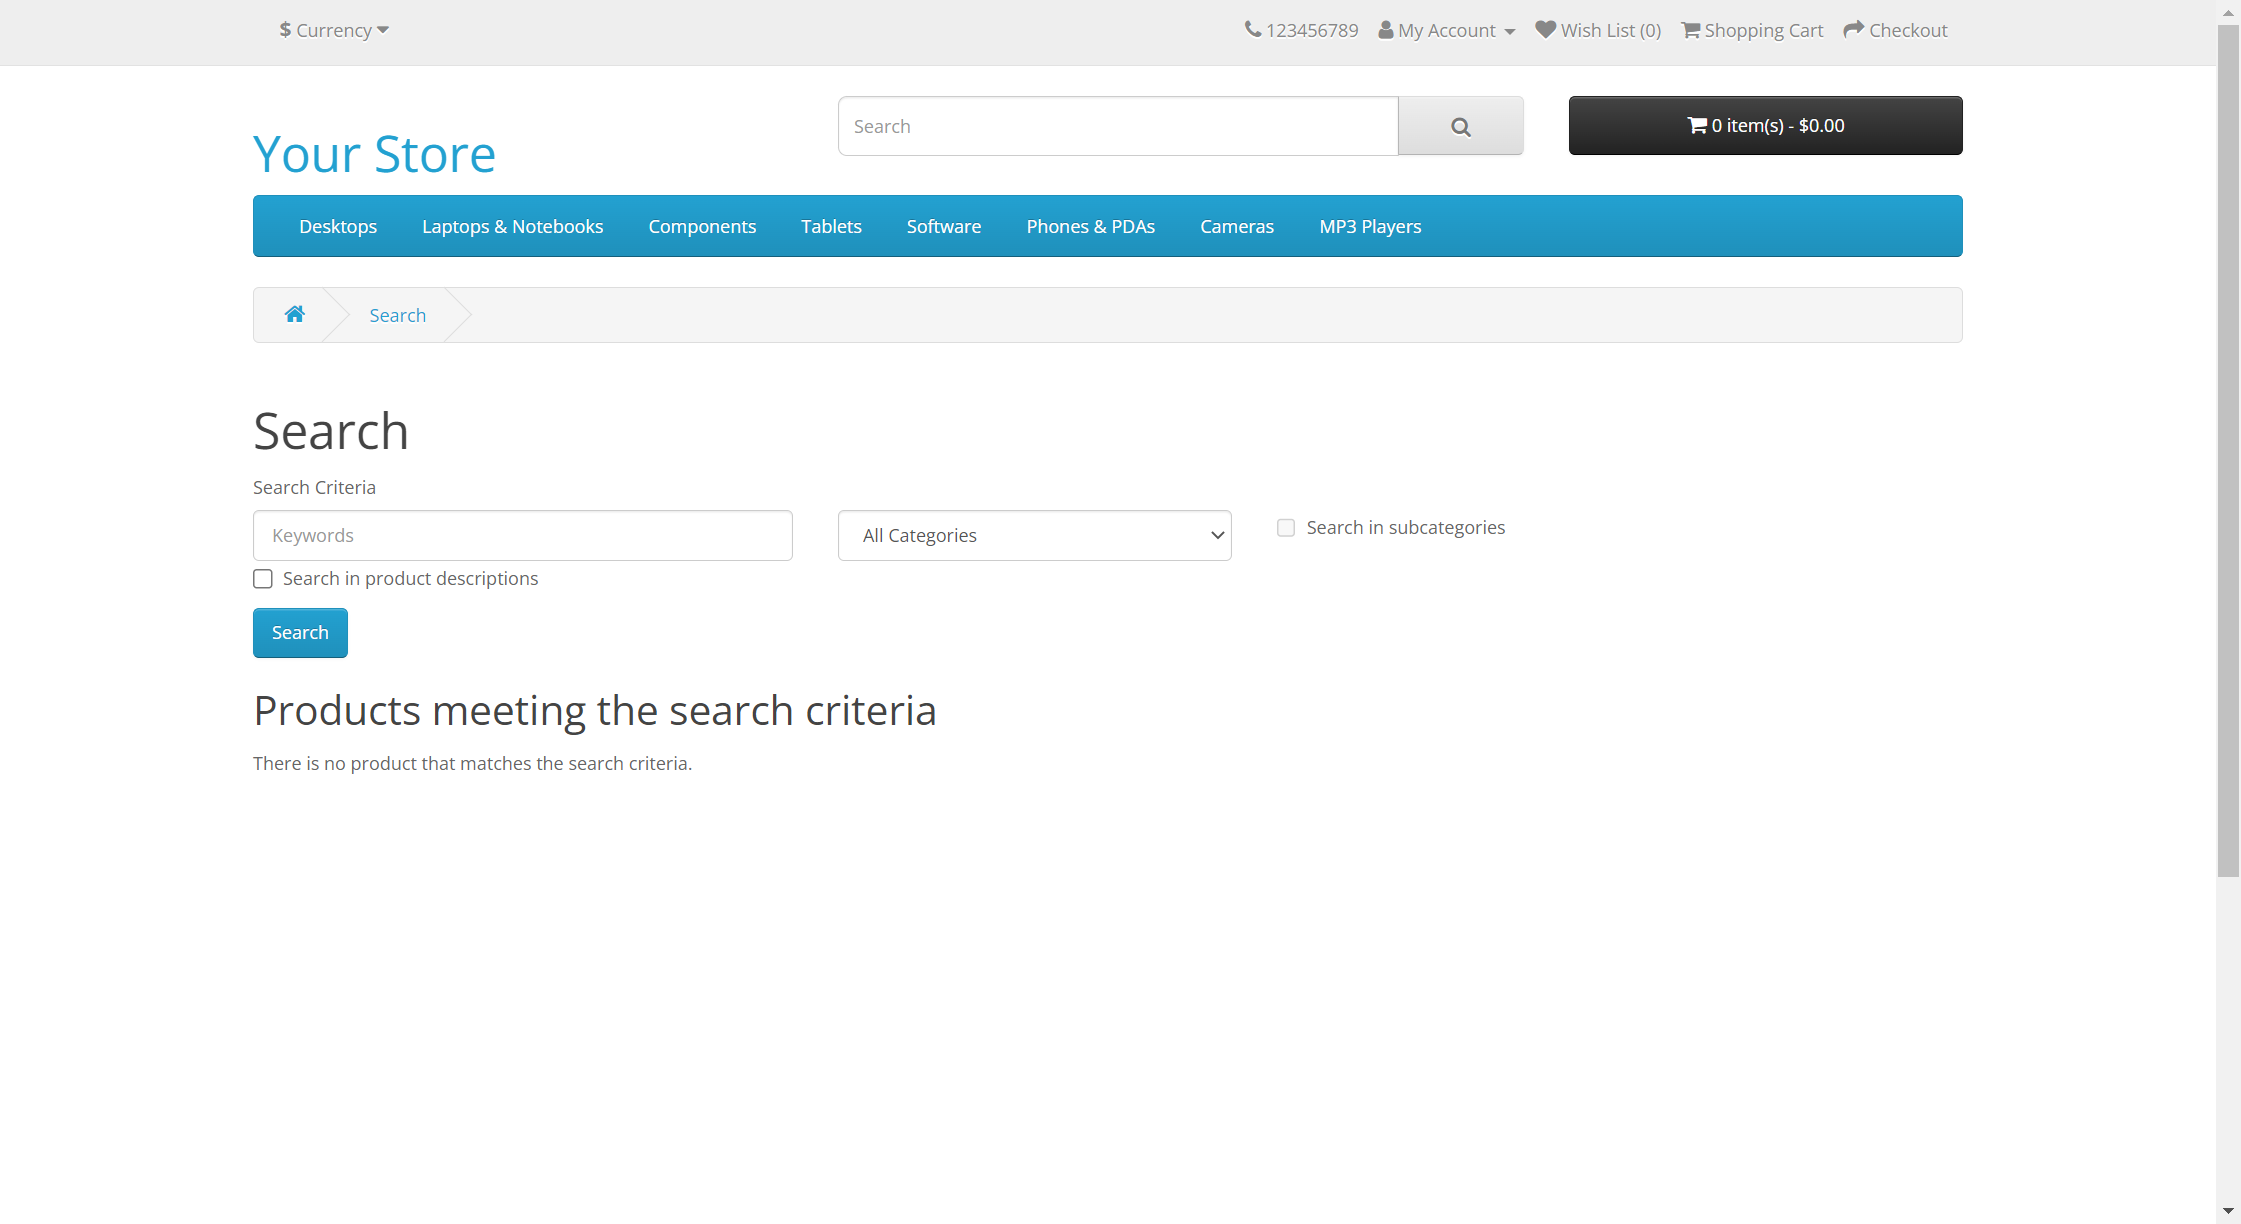 $ Currency
123456789 My Account Wish List (0) Shopping Cart Checkout
Search
0 item(s) - $0.00
Your Store
Desktops Laptops & Notebooks Components Tablets Software Phones & PDAs Cameras MP3 Players
Search
Search
Search Criteria
Keywords
All Categories
Search in subcategories
Search in product descriptions
Search
Products meeting the search criteria
There is no product that matches the search criteria.